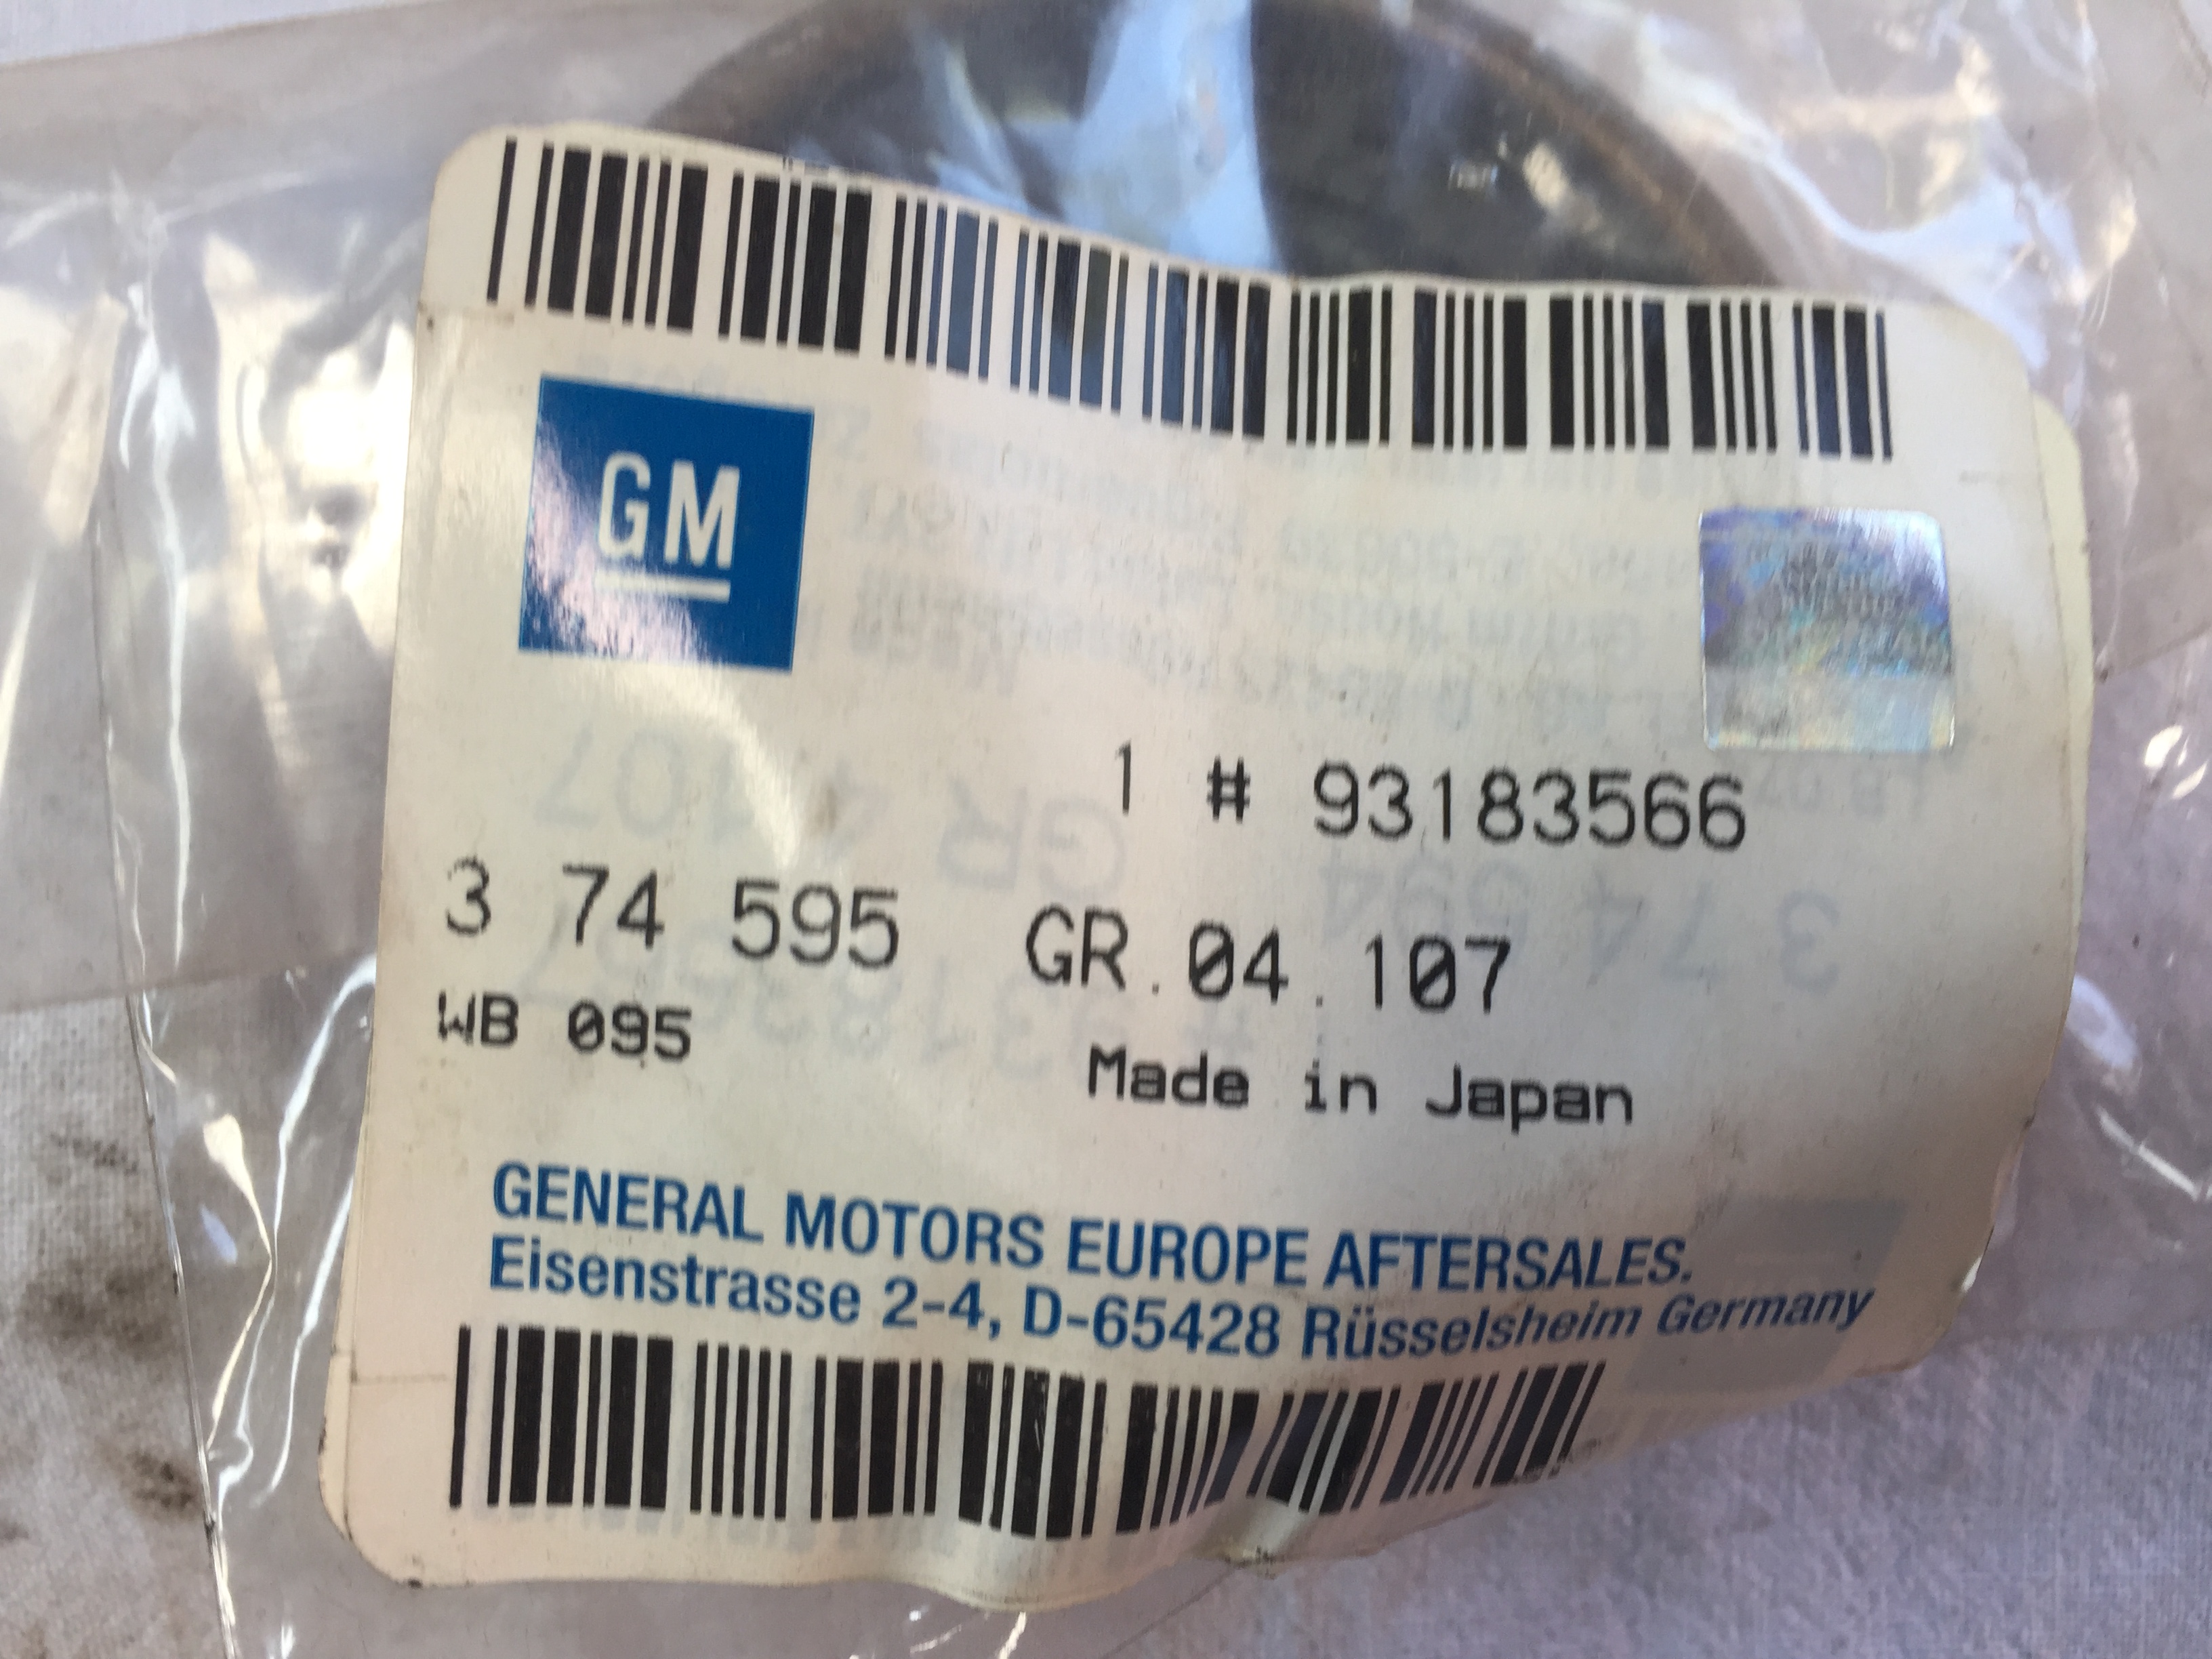 GM
1 # 93183566
3 74 595 GR.04.107
WB 095
Made in Japan
GENERAL MOTORS EUROPE AFTERSALES.
Eisenstrasse 2-4, D-65428 Rüsselsheim Germany